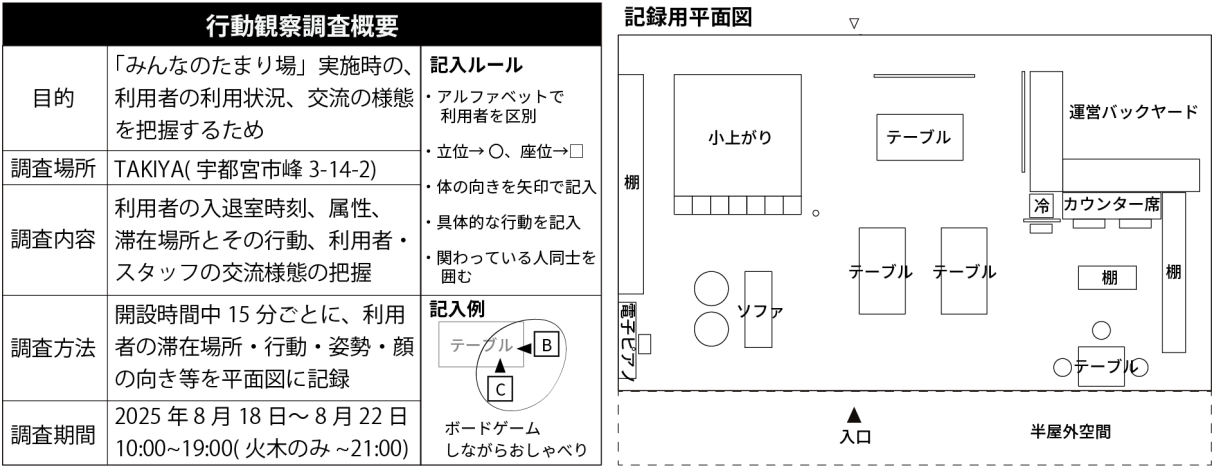 行動観察調査概要
目的
「みんなのたまり場」実施時の、
利用者の利用状況、交流の様態
を把握するため
調査場所
TAKIYA(宇都宮市峰 3-14-2)
調査内容
利用者の入退室時刻、属性、
滞在場所とその行動、利用者・
スタッフの交流様態の把握
調査方法
開設時間中 15 分ごとに、利用
者の滞在場所・行動・姿勢・顔
の向き等を平面図に記録
調査期間
2025 年 8 月 18 日～ 8 月 22 日
10:00~19:00( 火木のみ ~21:00)
記入ルール
・アルファベットで
利用者を区別
・立位→〇、座位→□
・体の向きを矢印で記入
・具体的な行動を記入
・関わっている人同士を
囲む
記入例
テーブル
B
C
ボードゲーム
しながらおしゃべり
記録用平面図
棚
小上がり
テーブル
運営バックヤード
冷
カウンター席
テーブル
テーブル
棚
棚
ソファ
電子ピアノ
テーブル
入口
半屋外空間